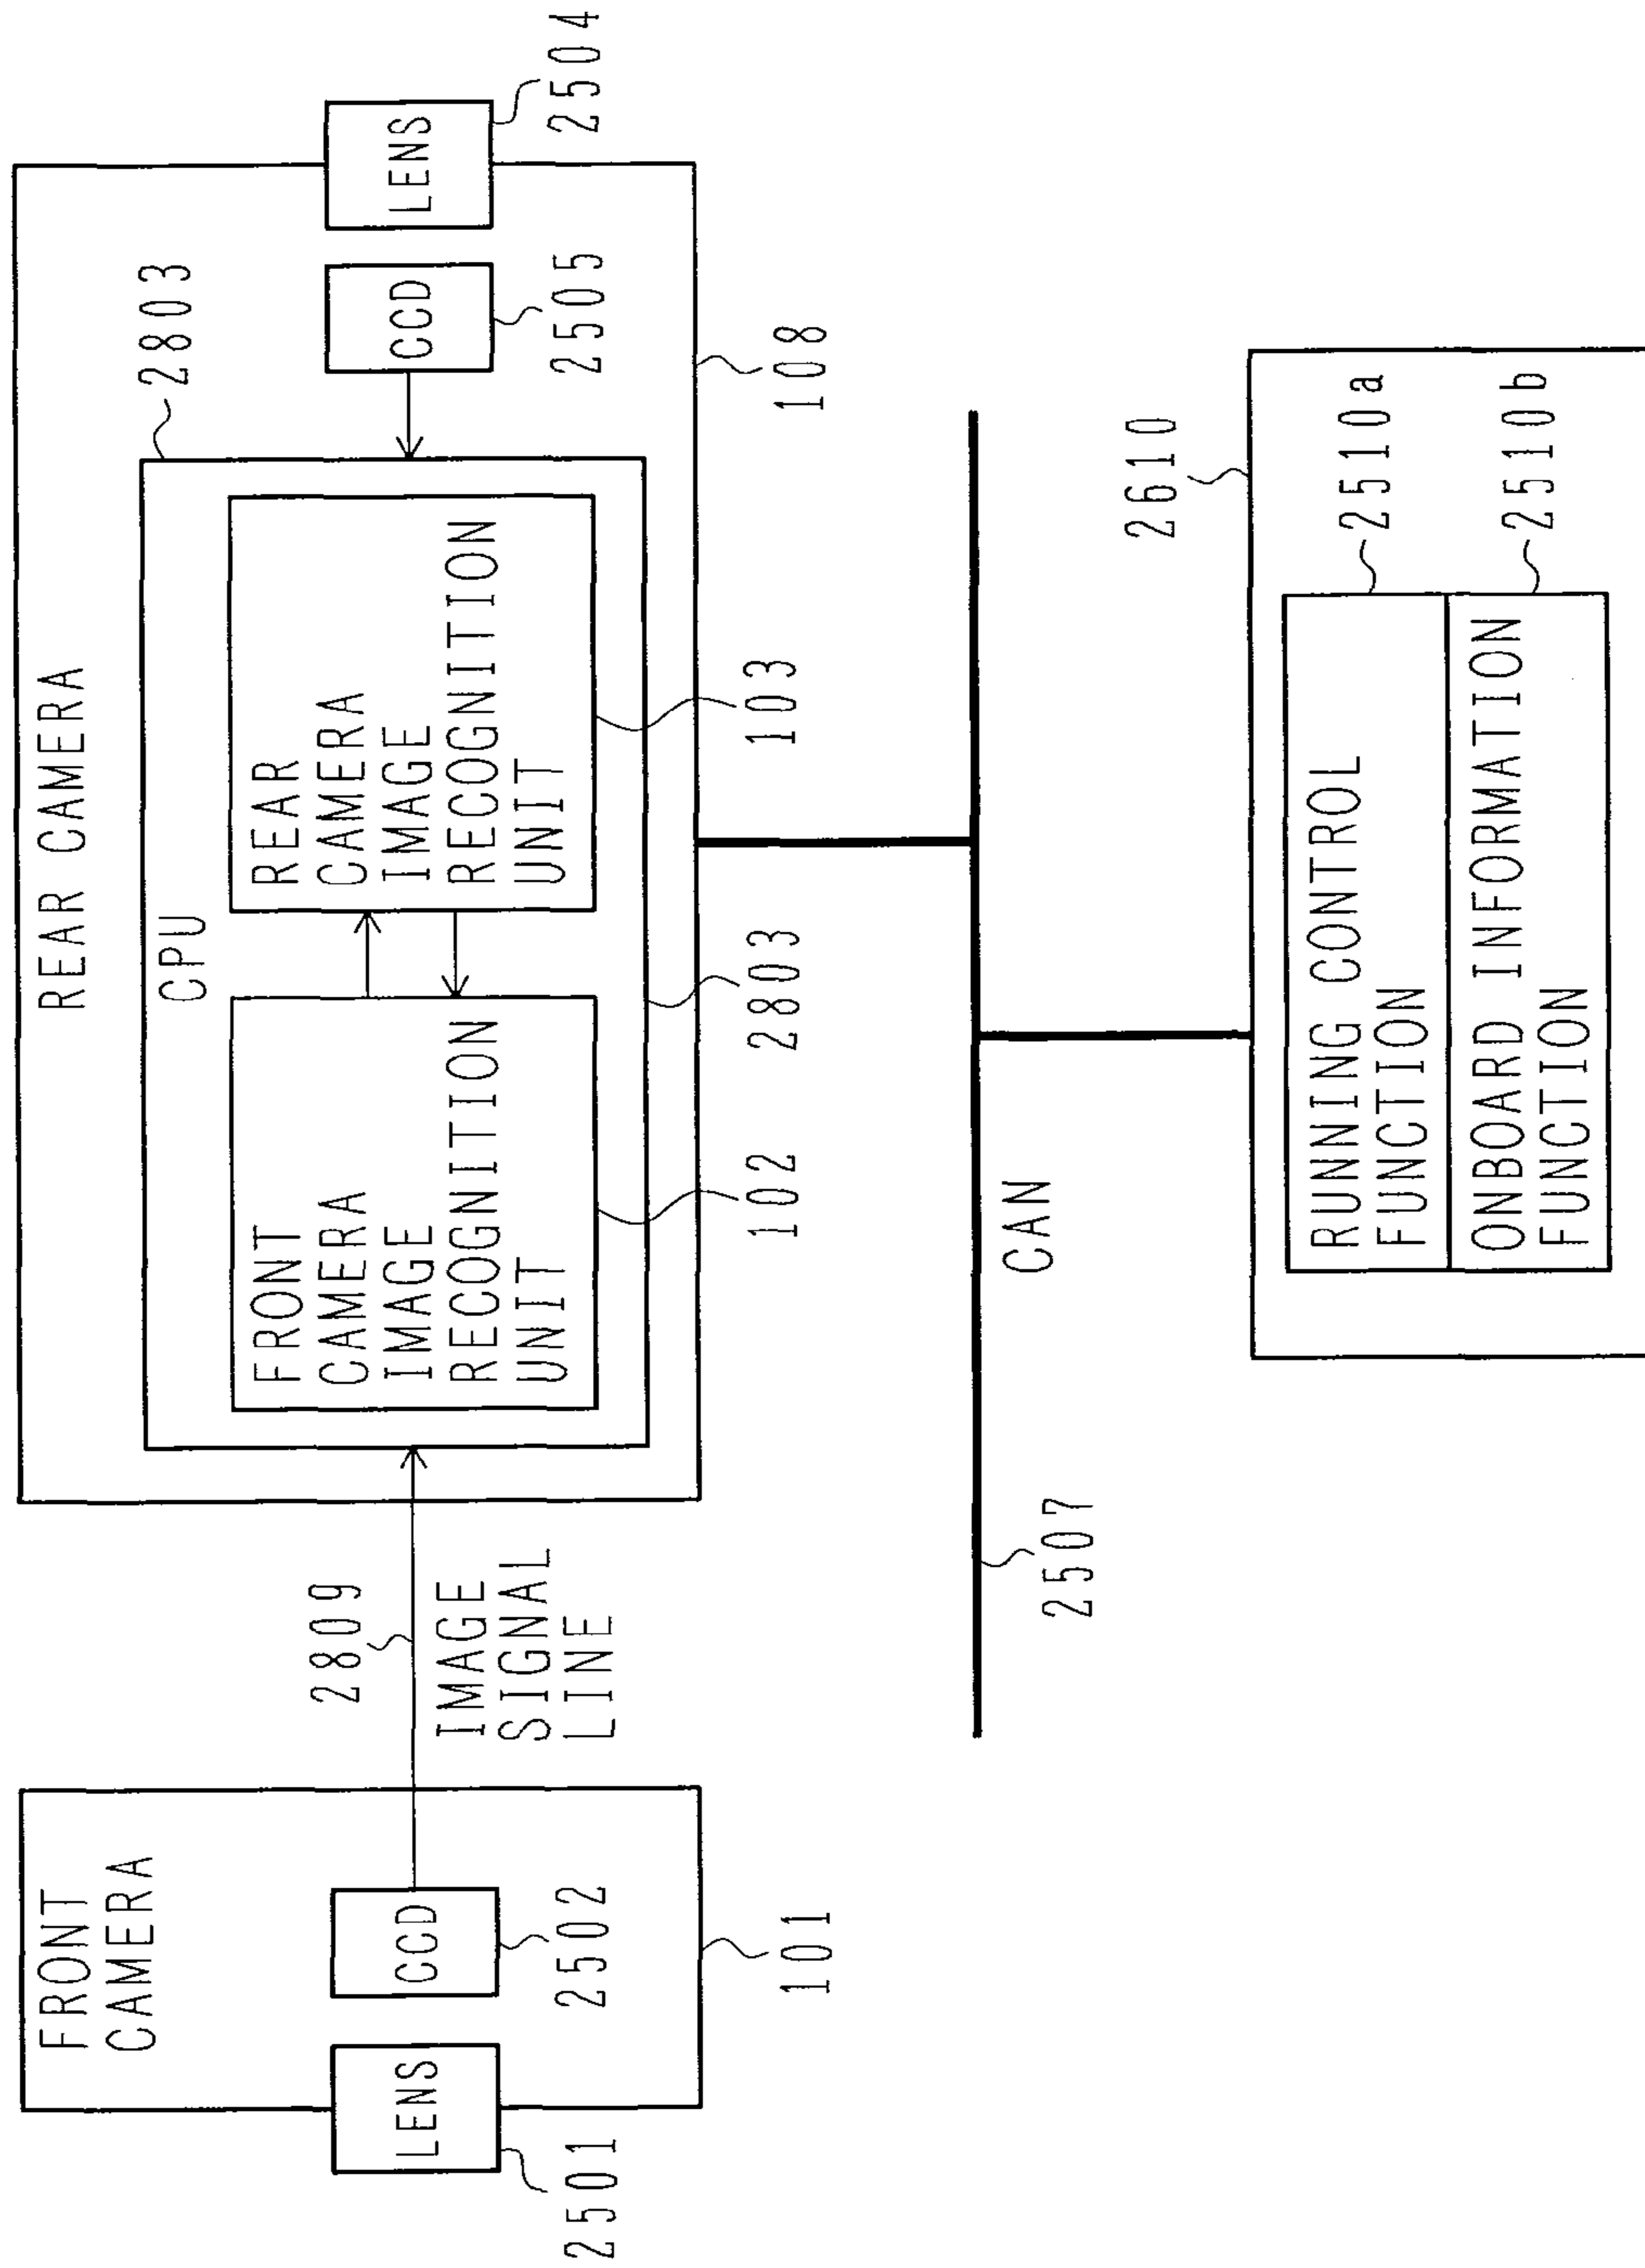 FRONT
CAMERA
LENS
2501
CCD
2502
101
2809
IMAGE
SIGNAL
LINE
REAR CAMERA
CPU
2803
FRONT
CAMERA
IMAGE
RECOGNITION
UNIT
102
2803
REAR
CAMERA
IMAGE
RECOGNITION
UNIT
103
CCD
2505
LENS
2504
108
CAN
2507
2610
RUNNING CONTROL
FUNCTION
2510a
ONBOARD INFORMATION
FUNCTION
2510b